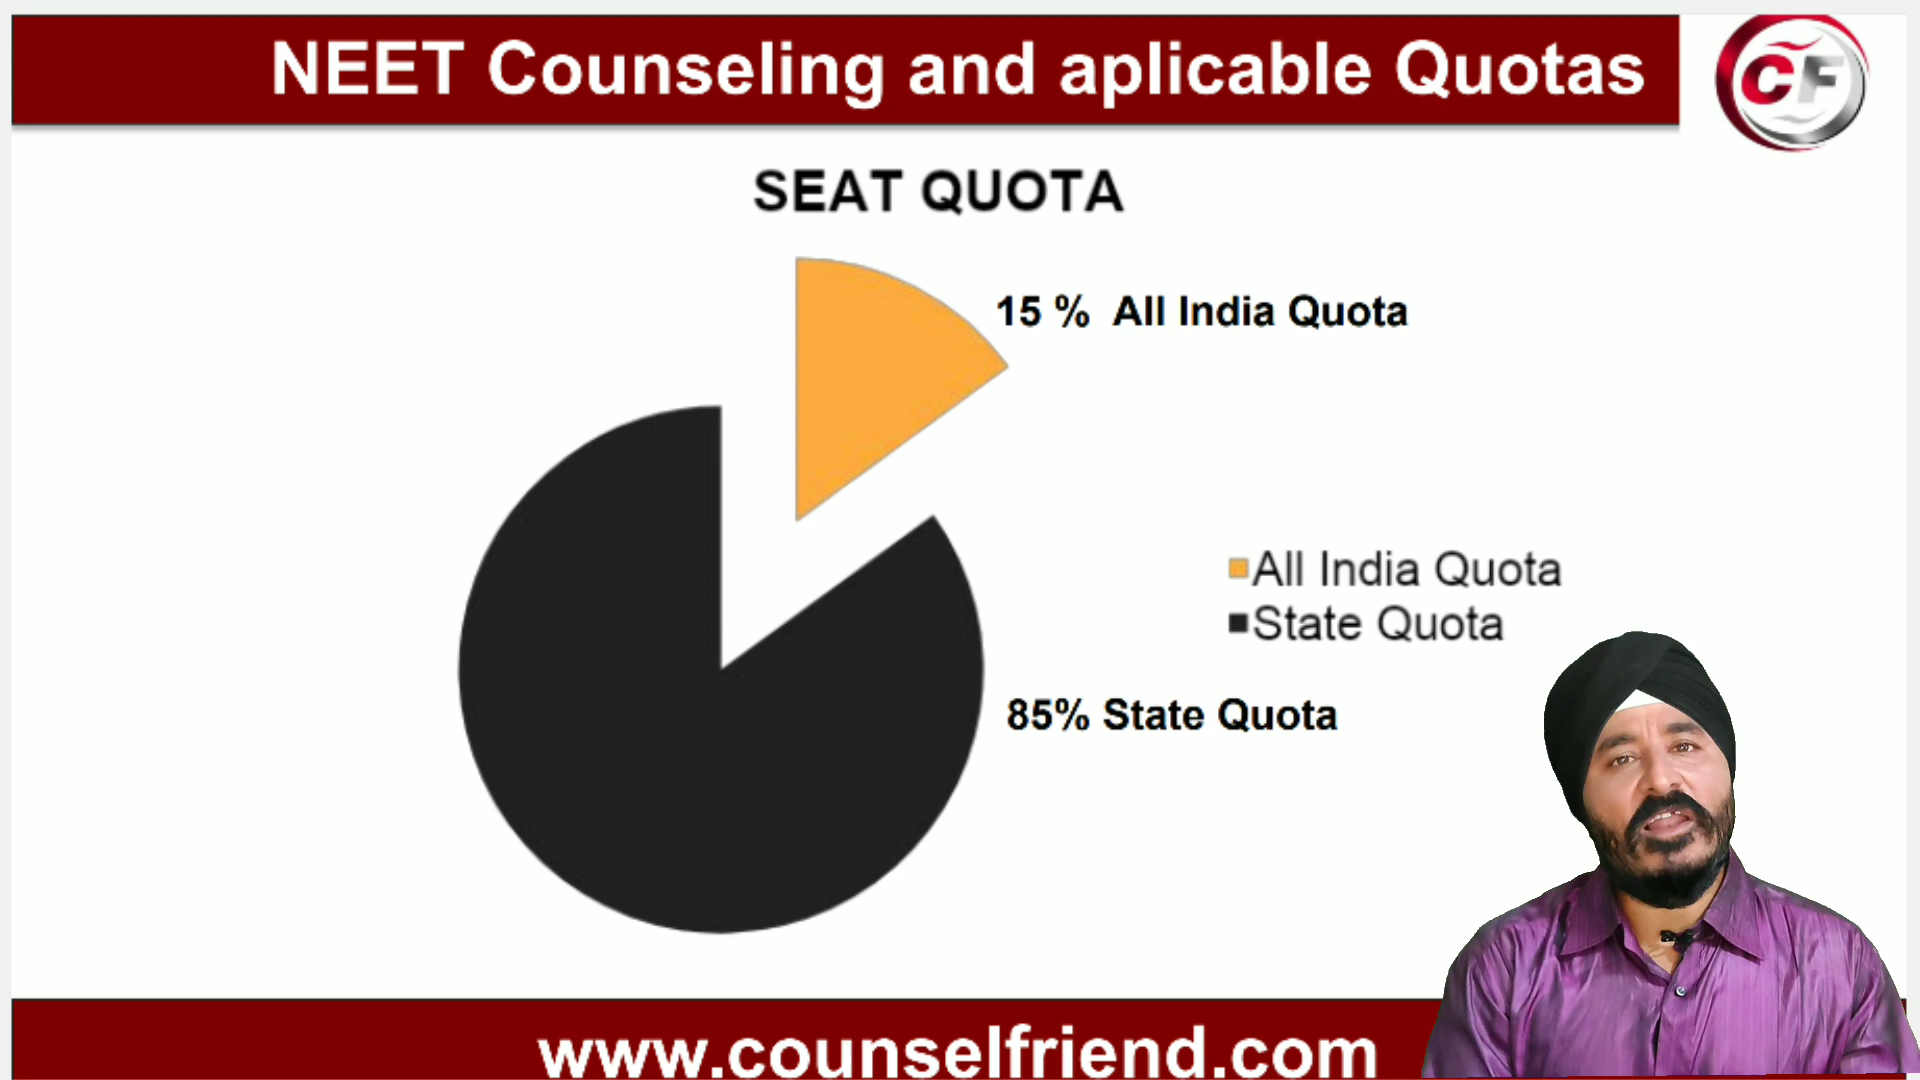 NEET Counseling and aplicable Quotas
CF
SEAT QUOTA
15 % All India Quota
All India Quota
State Quota
85% State Quota
www.counselfriend.com